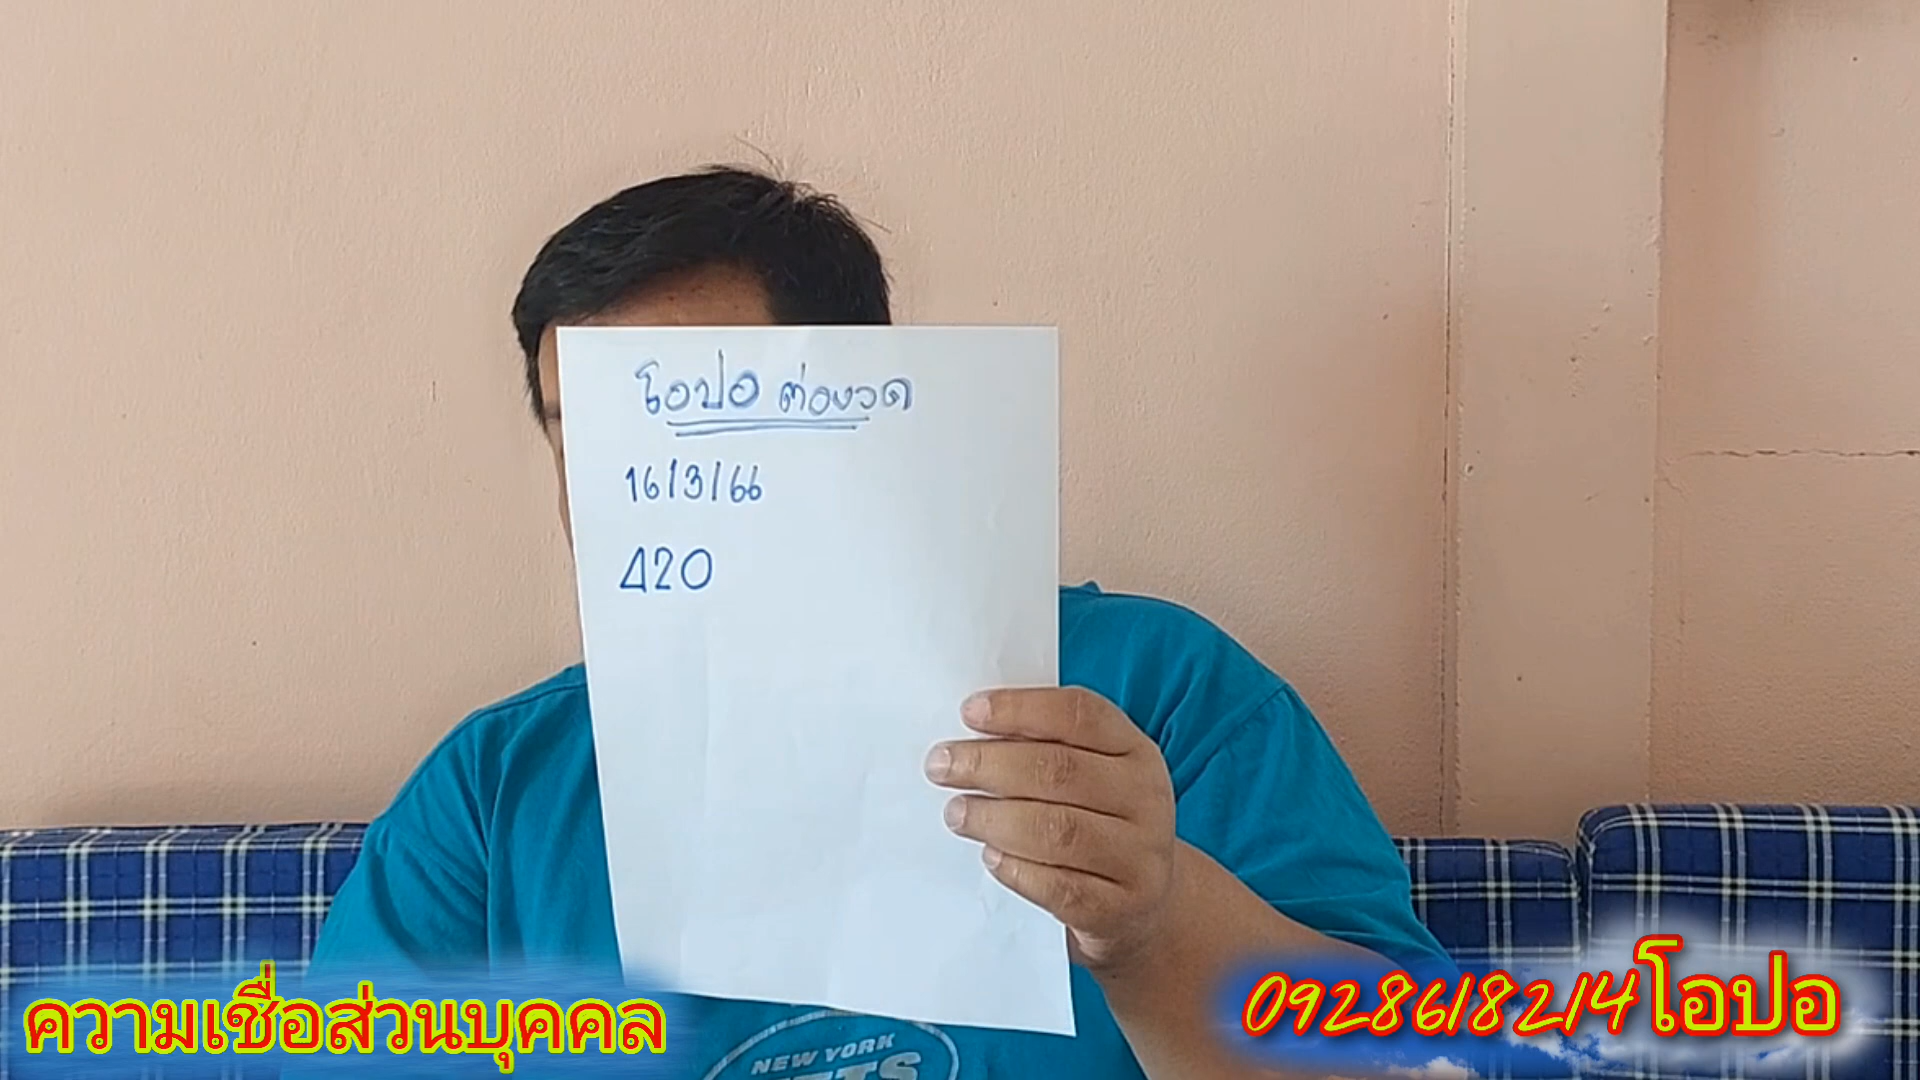 โอปอ ต่องวด
16/3/66
420
ความเชื่อส่วนบุคคล
0928618214โอปอ
NEW YORK